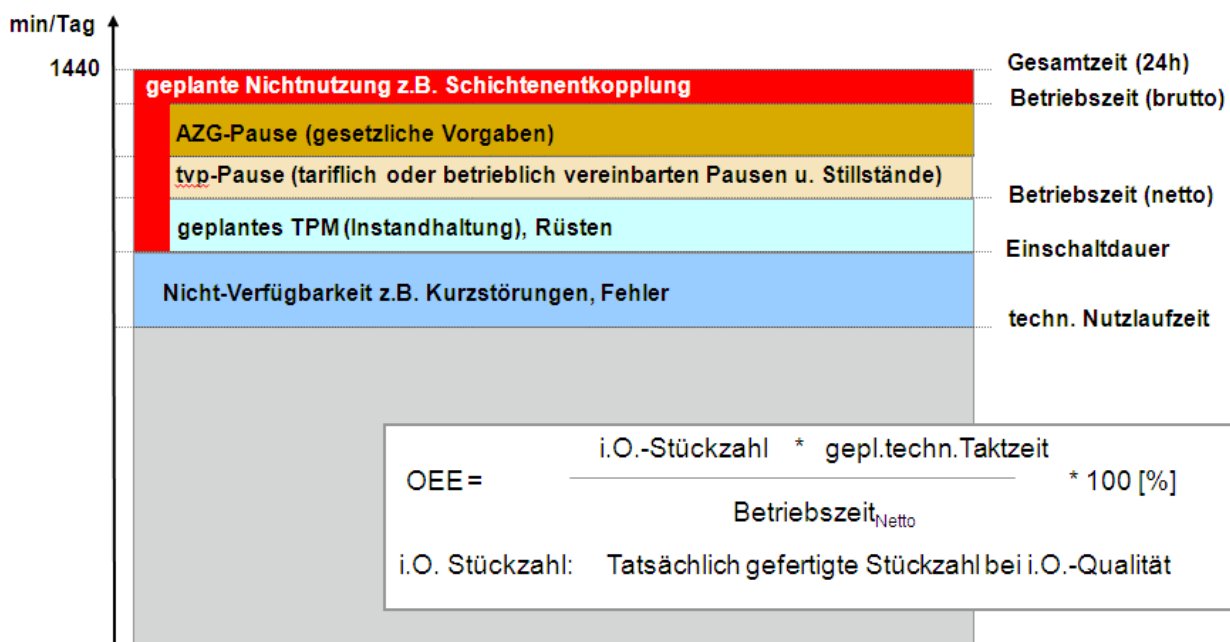 min/Tag
1440
Gesamtzeit (24h)
geplante Nichtnutzung z.B. Schichtenentkopplung
Betriebszeit (brutto)
AZG-Pause (gesetzliche Vorgaben)
tvp-Pause (tariflich oder betrieblich vereinbarten Pausen u. Stillstände)
Betriebszeit (netto)
geplantes TPM (Instandhaltung), Rüsten
Einschaltdauer
Nicht-Verfügbarkeit z.B. Kurzstörungen, Fehler
techn. Nutzlaufzeit
i.O.-Stückzahl * gepl.techn.Taktzeit
OEE = * 100 [%]
Betriebszeit Netto
i.O. Stückzahl: Tatsächlich gefertigte Stückzahl bei i.O.-Qualität